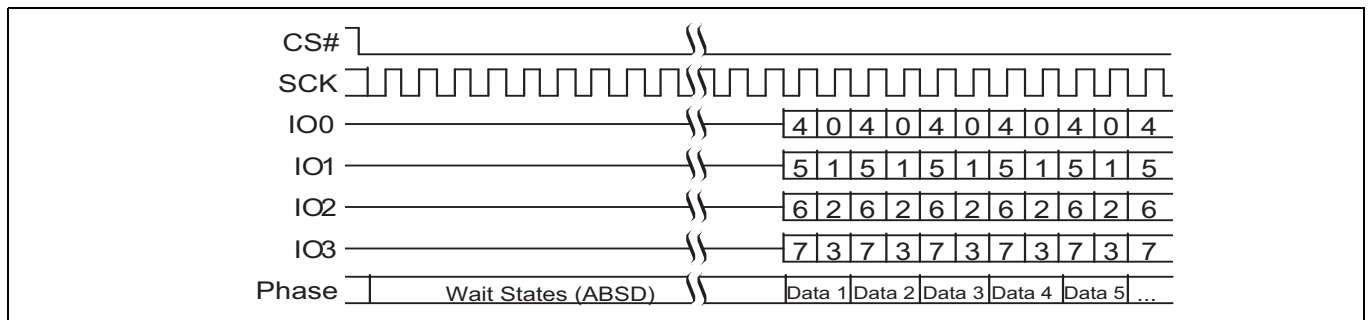 CS#
SCK
IO0 4 0 4 0 4 0 4 0 4 0 4
IO1 5 1 5 1 5 1 5 1 5 1 5
IO2 6 2 6 2 6 2 6 2 6 2 6
IO3 7 3 7 3 7 3 7 3 7 3 7
Phase Wait States (ABSD) Data 1 Data 2 Data 3 Data 4 Data 5 ...